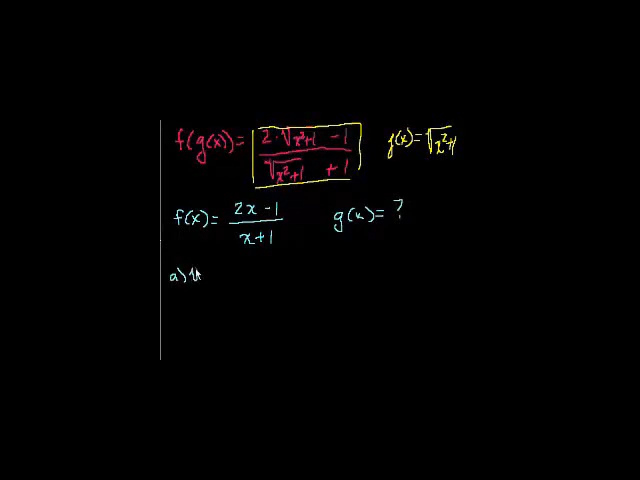 f(g(x)) = (2·√(x²+1) − 1)/(√(x²+1) + 1) g(x) = √(x²+1)
f(x) = (2x − 1)/(x + 1) g(x) = ?
a)